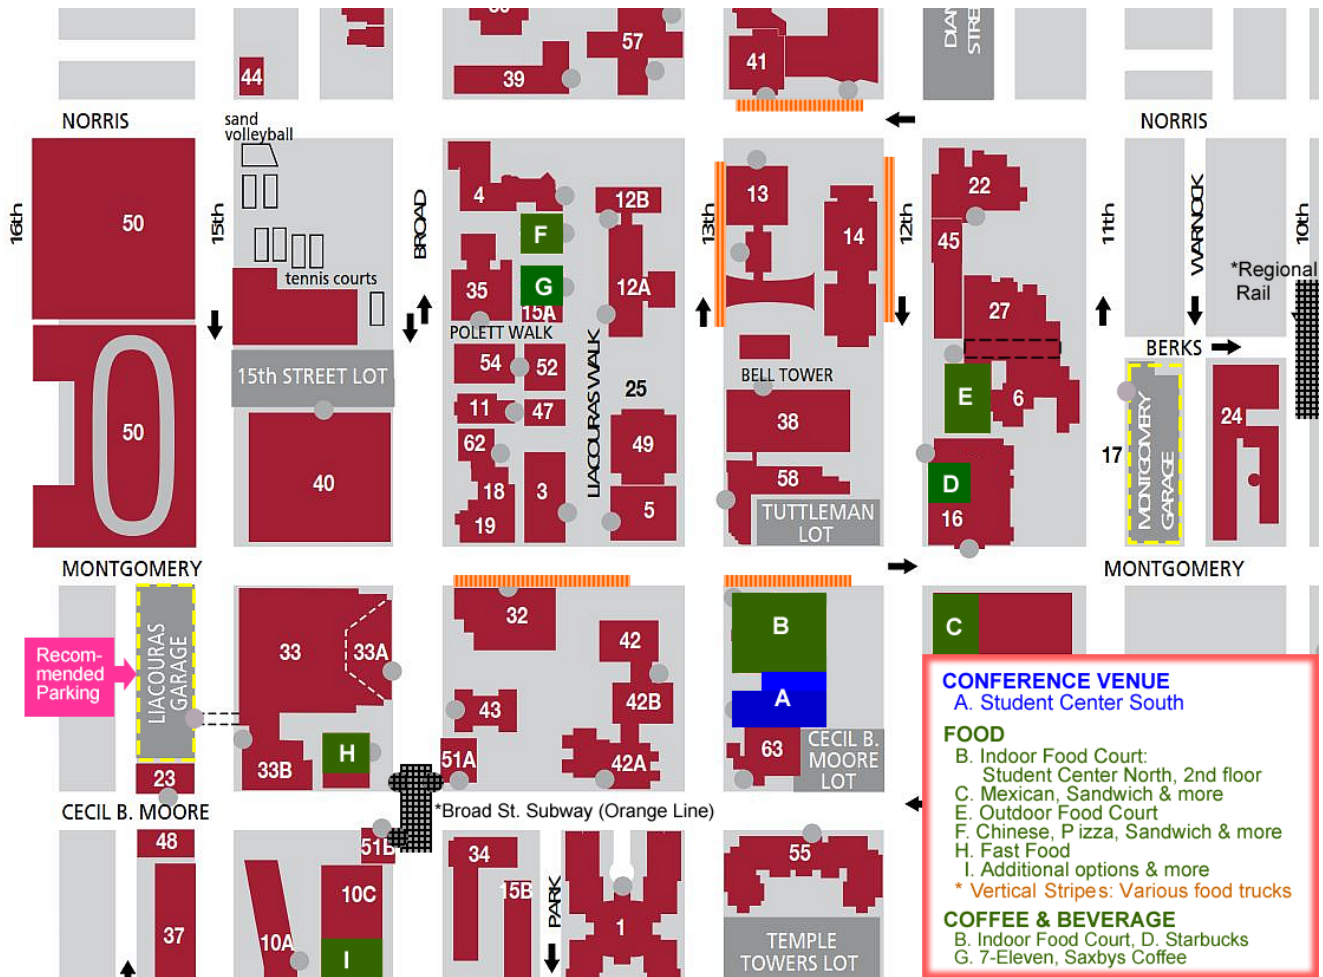 57
41
39
44
DIAM
STRE
NORRIS
NORRIS
sand
volleyball
16th
15th
BROAD
13th
12th
11th
WARNOCK
10th
50
4
12B
13
22
F
14
45
*Regional
Rail
tennis courts
35
G
15A
12A
27
POLETT WALK
LIACOURAS WALK
BERKS
15th STREET LOT
54
52
25
BELL TOWER
E
6
24
11
47
38
MONTGOMERY
GARAGE
17
50
40
62
49
18
3
58
D
19
5
TUTTLEMAN
LOT
16
MONTGOMERY
MONTGOMERY
Recom-
mended
Parking
LIACOURAS
GARAGE
33
33A
32
42
B
C
43
42B
A
H
51A
42A
63
CECIL B.
MOORE
LOT
23
33B
CECIL B. MOORE
*Broad St. Subway (Orange Line)
48
51B
34
55
10C
15B
PARK
37
10A
I
1
TEMPLE
TOWERS LOT
CONFERENCE VENUE
A. Student Center South
FOOD
B. Indoor Food Court:
Student Center North, 2nd floor
C. Mexican, Sandwich & more
E. Outdoor Food Court
F. Chinese, Pizza, Sandwich & more
H. Fast Food
I. Additional options & more
* Vertical Stripes: Various food trucks
COFFEE & BEVERAGE
B. Indoor Food Court, D. Starbucks
G. 7-Eleven, Saxbys Coffee